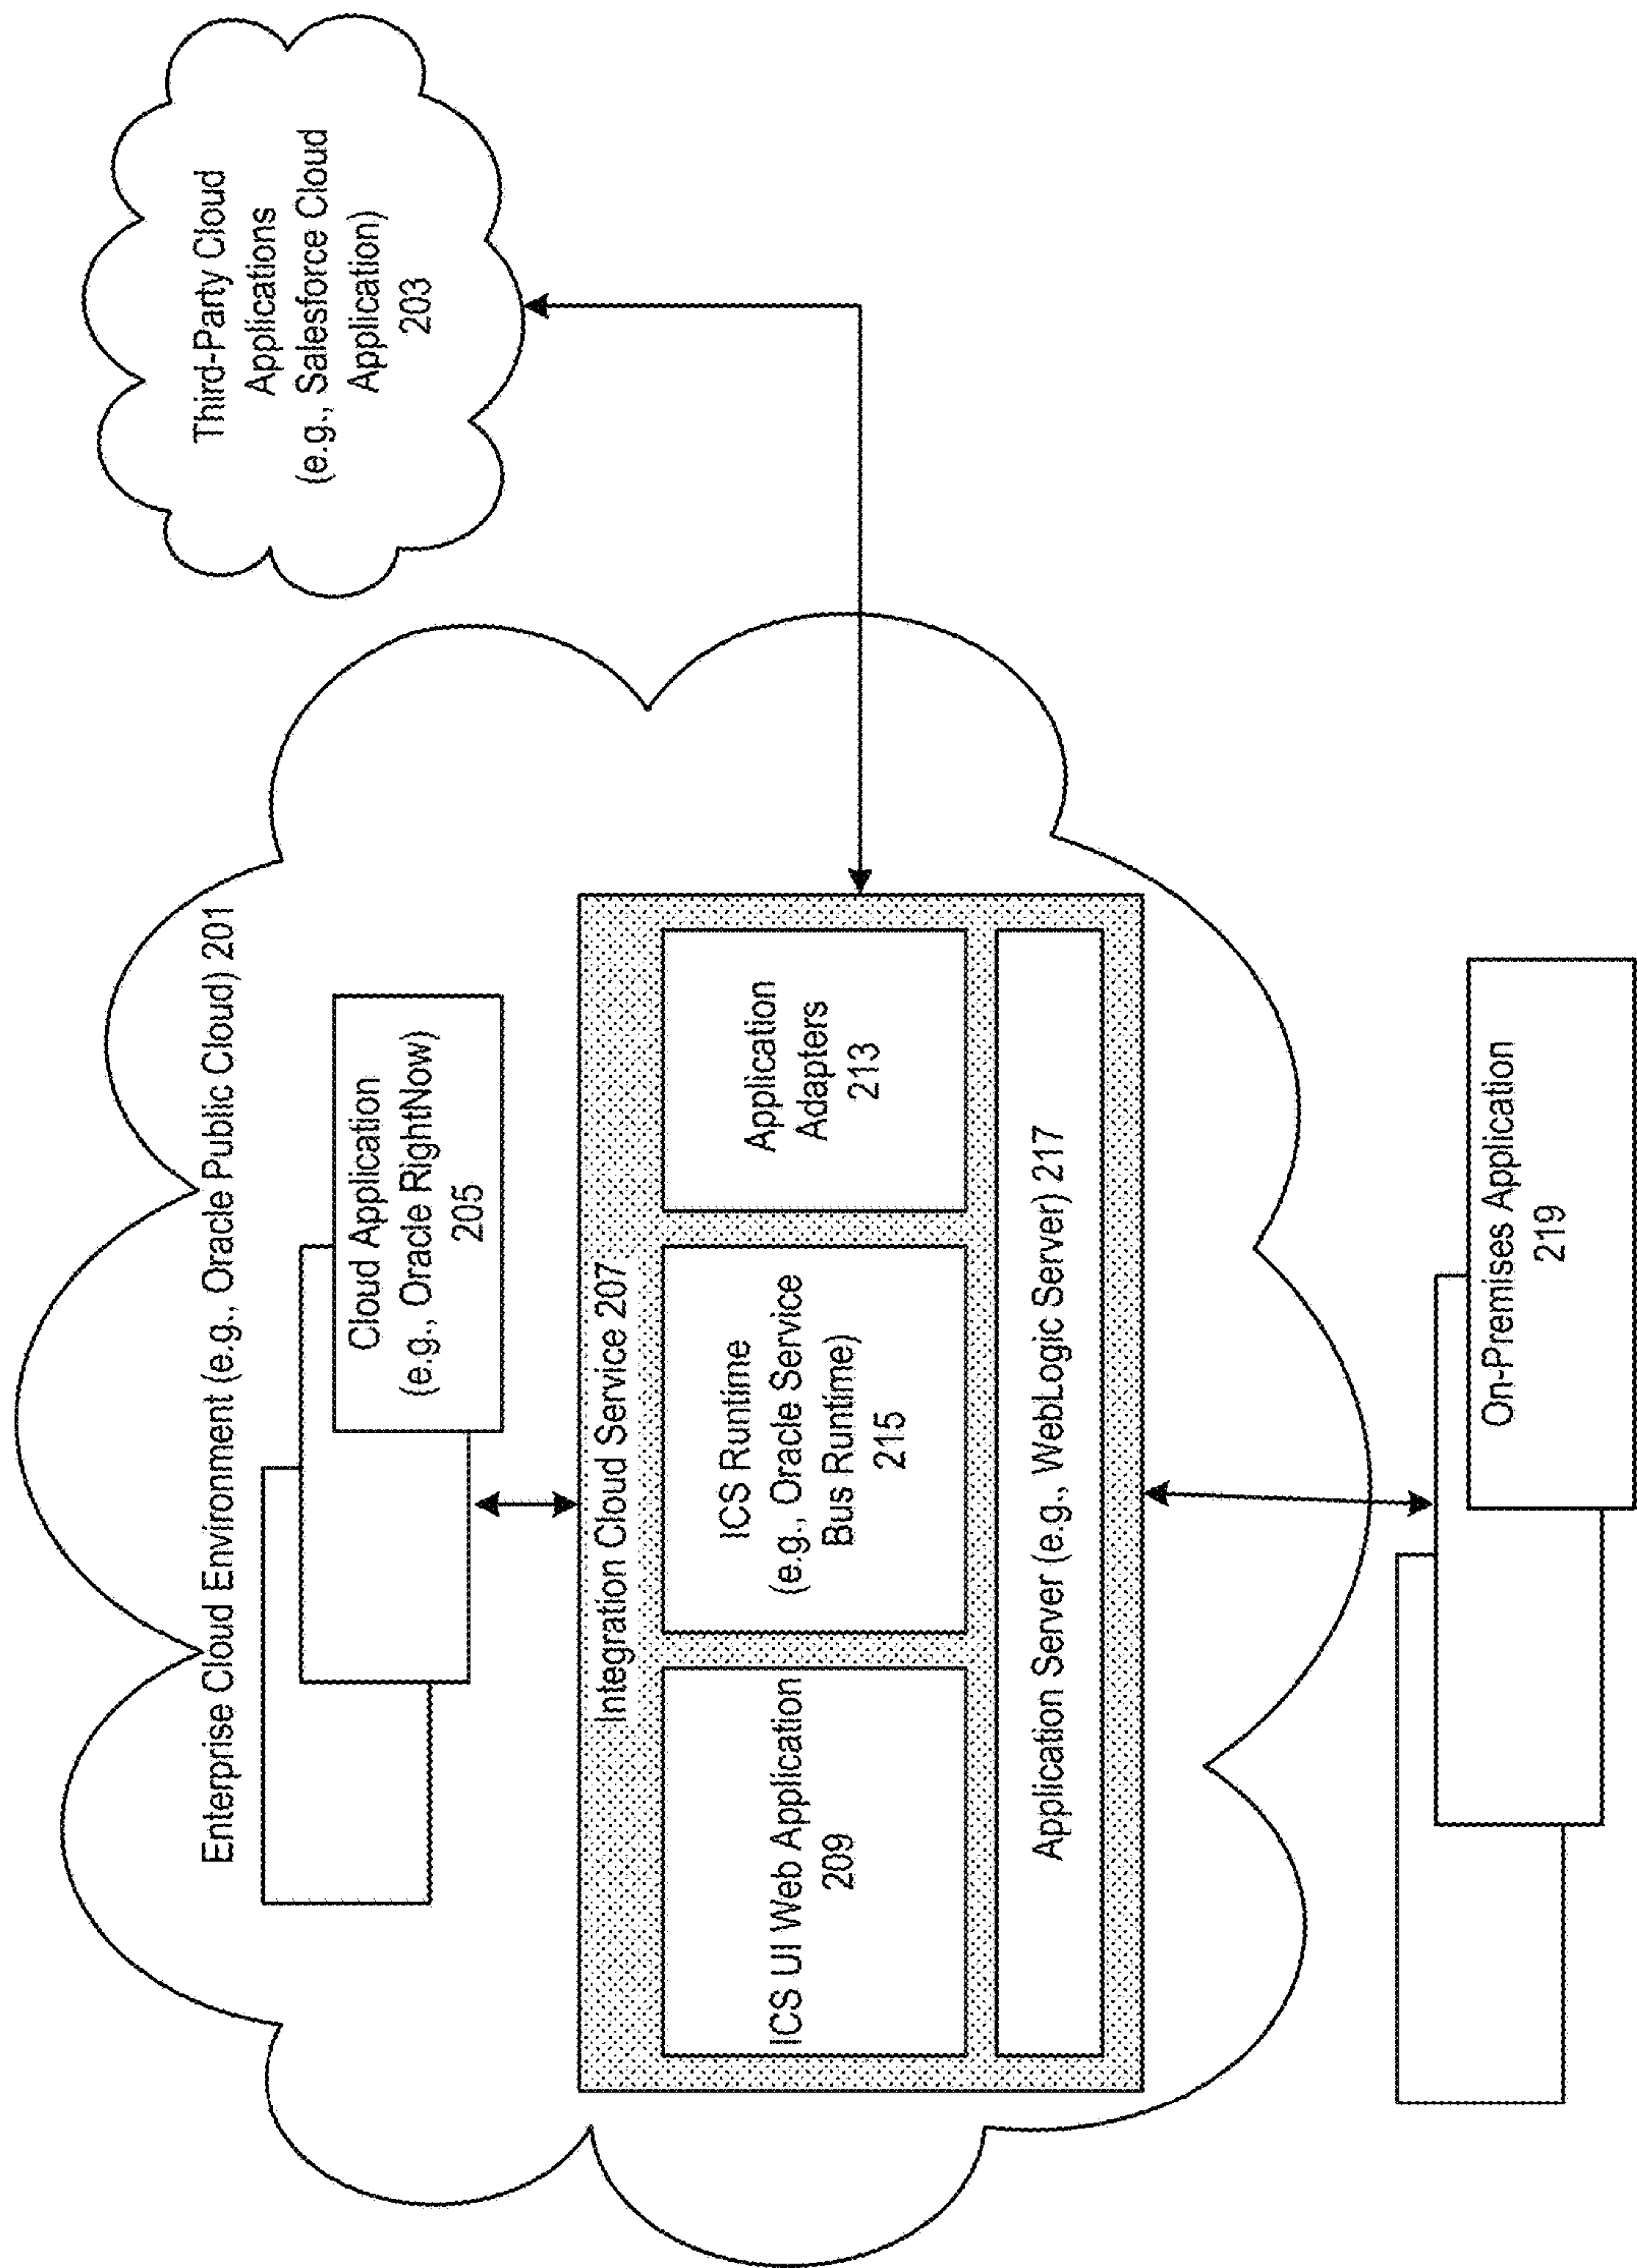 Third-Party Cloud
Applications
(e.g., Salesforce Cloud
Application)
203
Enterprise Cloud Environment (e.g., Oracle Public Cloud) 201
Cloud Application
(e.g., Oracle RightNow)
205
Integration Cloud Service 207
ICS UI Web Application
209
ICS Runtime
(e.g., Oracle Service
Bus Runtime)
215
Application
Adapters
213
Application Server (e.g., WebLogic Server) 217
On-Premises Application
219